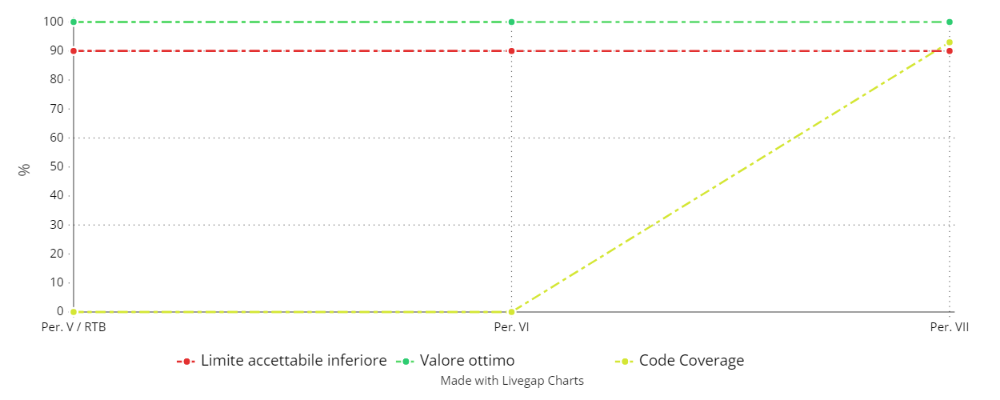 100
90
80
70
60
50
40
30
20
10
0
%
Per. V / RTB
Per. VI
Per. VII
Limite accettabile inferiore
Valore ottimo
Code Coverage
Made with Livegap Charts